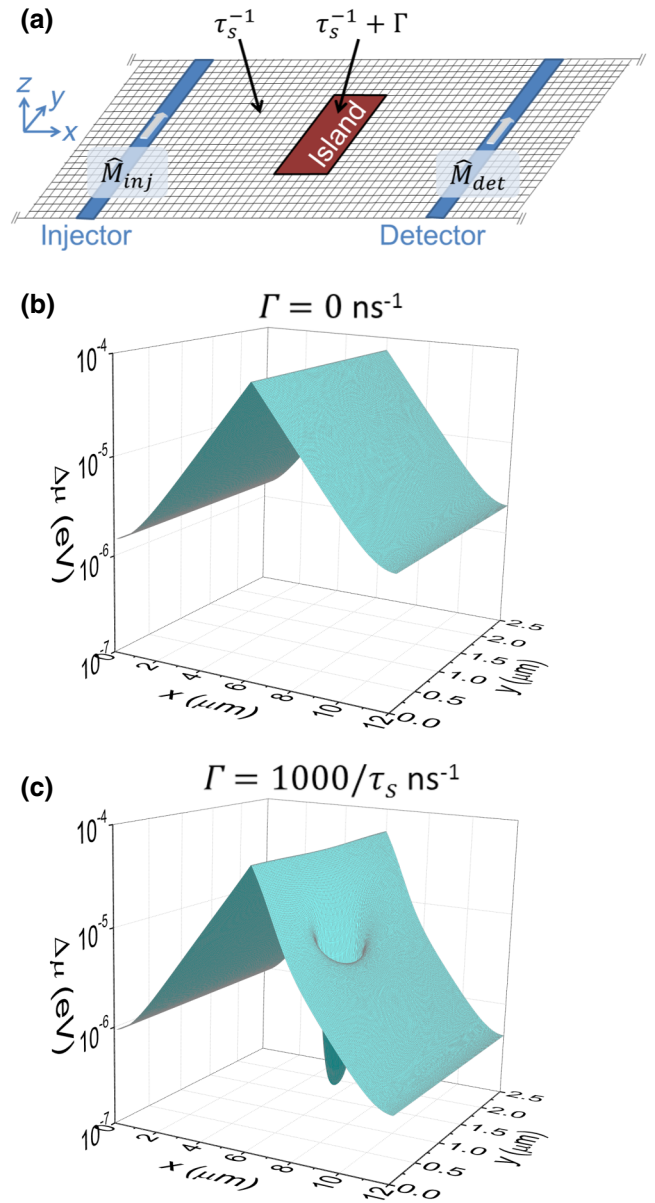 (a)
τₛ⁻¹ τₛ⁻¹ + Γ
z
y
x
Island
M̂inj
M̂det
Injector Detector
(b)
Γ = 0 ns⁻¹
10⁻⁴
10⁻⁵
10⁻⁶
10⁻⁷
Δμ (eV)
0 2 4 6 8 10 12
x (μm)
0.0 0.5 1.0 1.5 2.0 2.5
y (μm)
(c)
Γ = 1000/τₛ ns⁻¹
10⁻⁴
10⁻⁵
10⁻⁶
10⁻⁷
Δμ (eV)
0 2 4 6 8 10 12
x (μm)
0.0 0.5 1.0 1.5 2.0 2.5
y (μm)